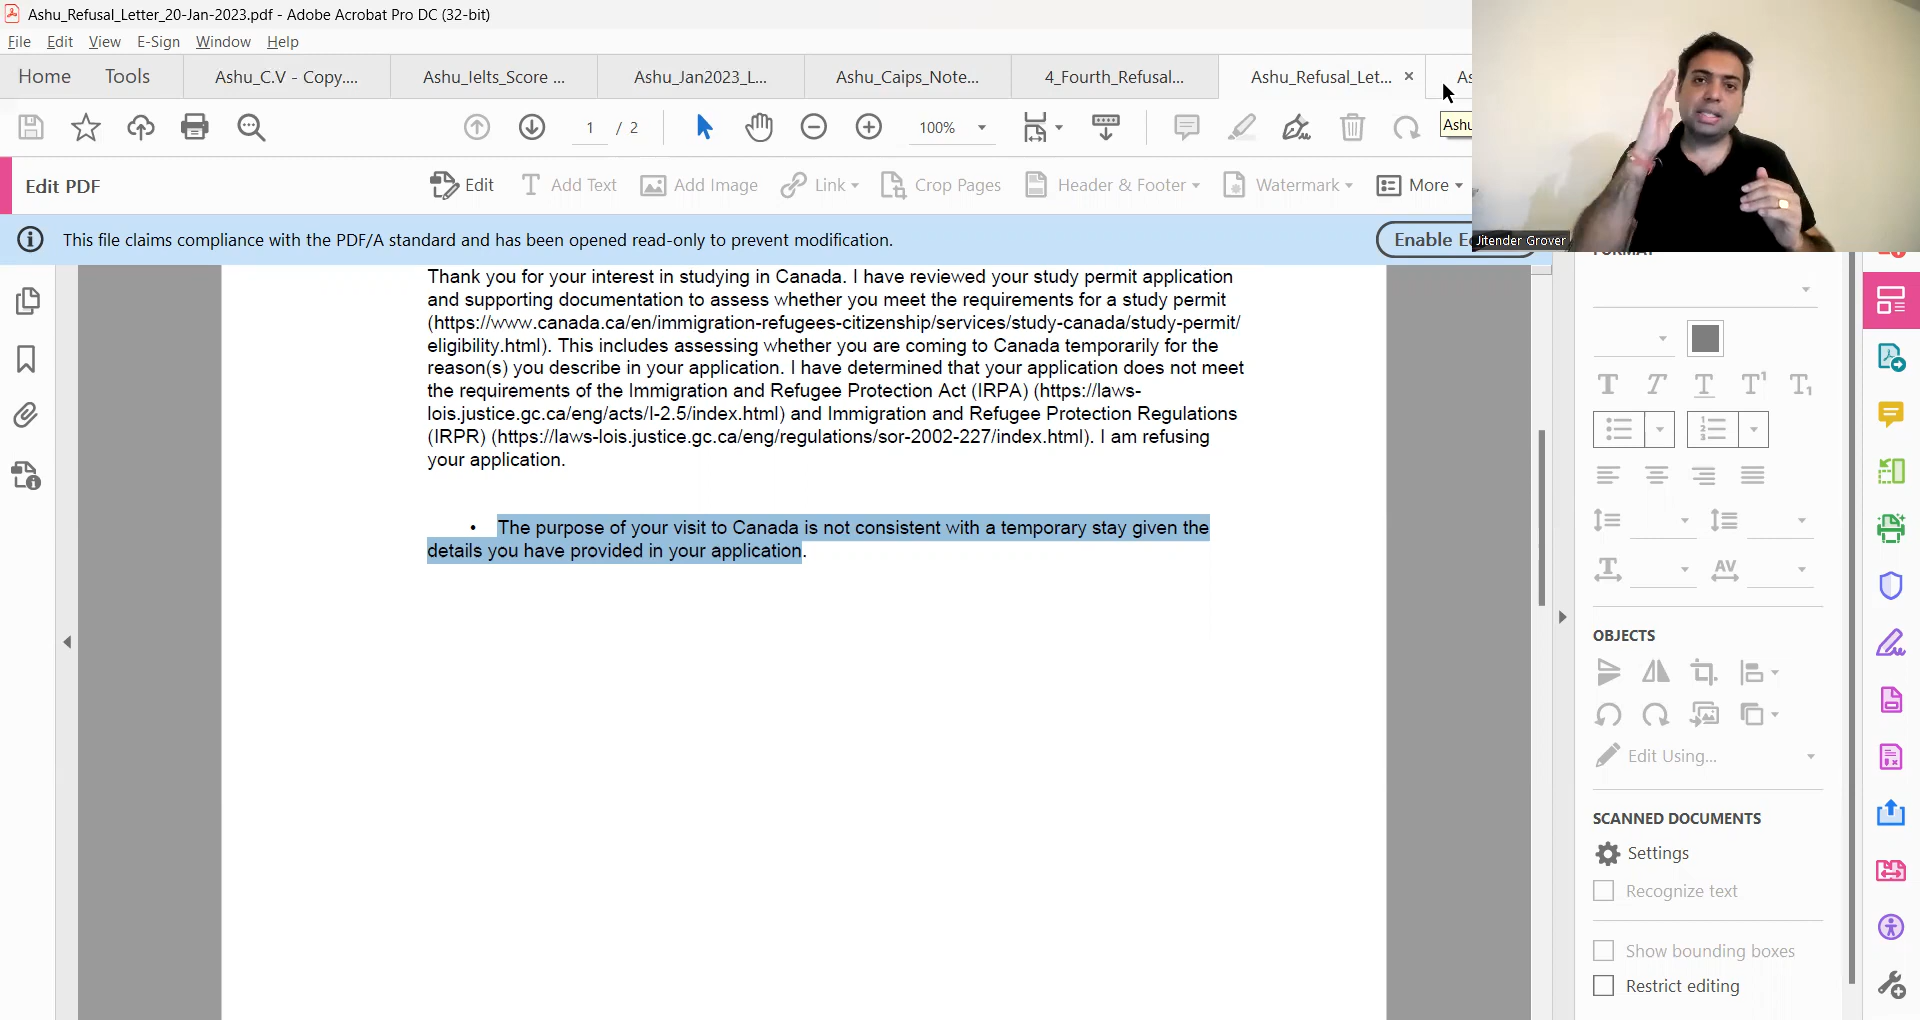 Ashu_Refusal_Letter_20-Jan-2023.pdf - Adobe Acrobat Pro DC (32-bit)
File Edit View E-Sign Window Help
Home Tools Ashu_C.V - Copy.... Ashu_Ielts_Score ... Ashu_Jan2023_L... Ashu_Caips_Note... 4_Fourth_Refusal... Ashu_Refusal_Let... × As
1 / 2 100%
Ashu
Edit PDF Edit Add Text Add Image Link Crop Pages Header & Footer Watermark More
This file claims compliance with the PDF/A standard and has been opened read-only to prevent modification. Enable E
Jitender Grover
Thank you for your interest in studying in Canada. I have reviewed your study permit application
and supporting documentation to assess whether you meet the requirements for a study permit
(https://www.canada.ca/en/immigration-refugees-citizenship/services/study-canada/study-permit/
eligibility.html). This includes assessing whether you are coming to Canada temporarily for the
reason(s) you describe in your application. I have determined that your application does not meet
the requirements of the Immigration and Refugee Protection Act (IRPA) (https://laws-
lois.justice.gc.ca/eng/acts/I-2.5/index.html) and Immigration and Refugee Protection Regulations
(IRPR) (https://laws-lois.justice.gc.ca/eng/regulations/sor-2002-227/index.html). I am refusing
your application.
• The purpose of your visit to Canada is not consistent with a temporary stay given the
details you have provided in your application.
FORMAT
OBJECTS
Edit Using...
SCANNED DOCUMENTS
Settings
Recognize text
Show bounding boxes
Restrict editing